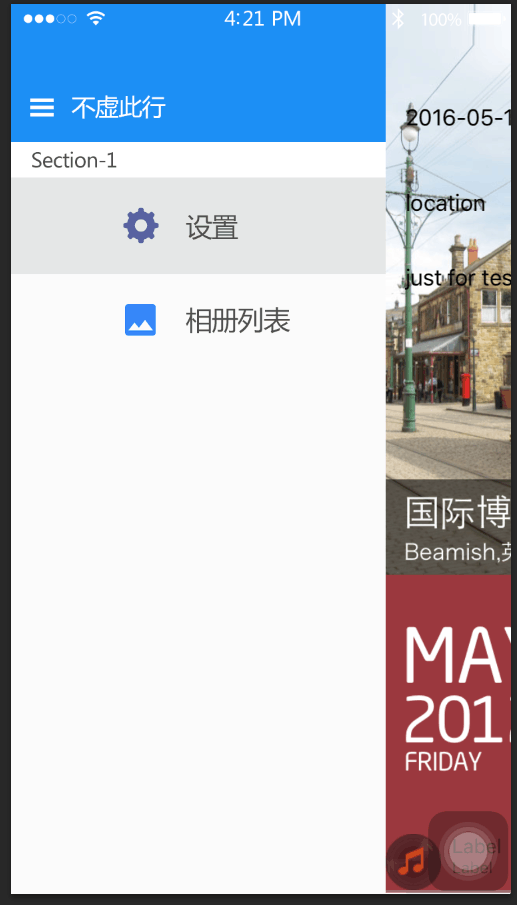 4:21 PM
100%
不虚此行
Section-1
设置
相册列表
2016-05-1
location
just for tes
国际博
Beamish,英
MAY
2017
FRIDAY
Label
Label